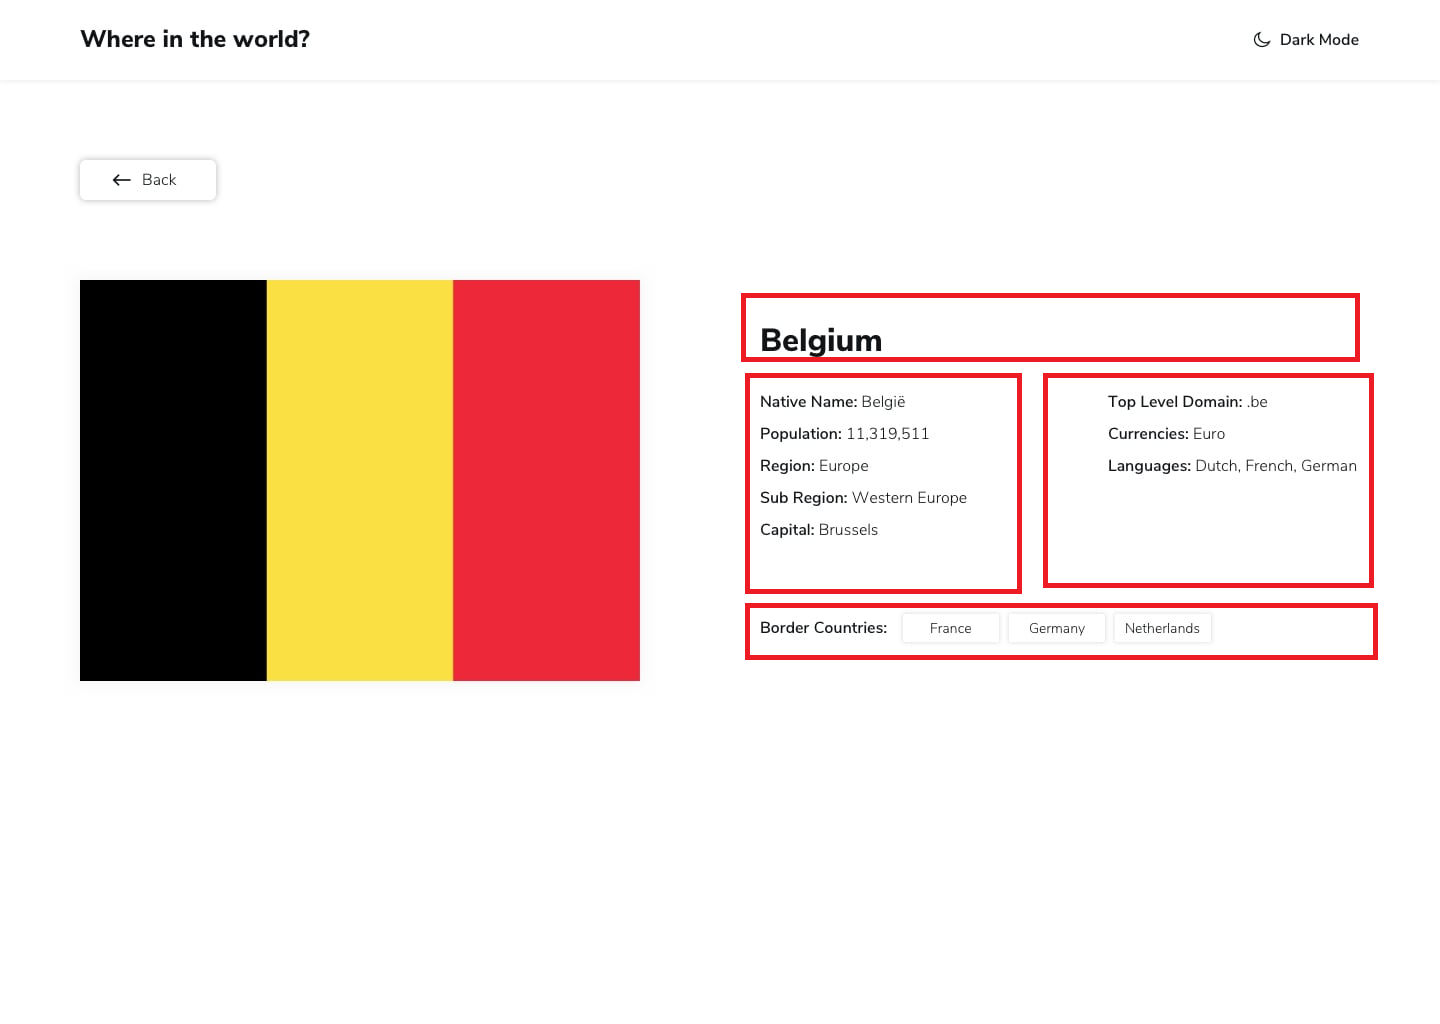 Where in the world?
Dark Mode
Back
Belgium
Native Name: België
Population: 11,319,511
Region: Europe
Sub Region: Western Europe
Capital: Brussels
Top Level Domain: .be
Currencies: Euro
Languages: Dutch, French, German
Border Countries: France Germany Netherlands